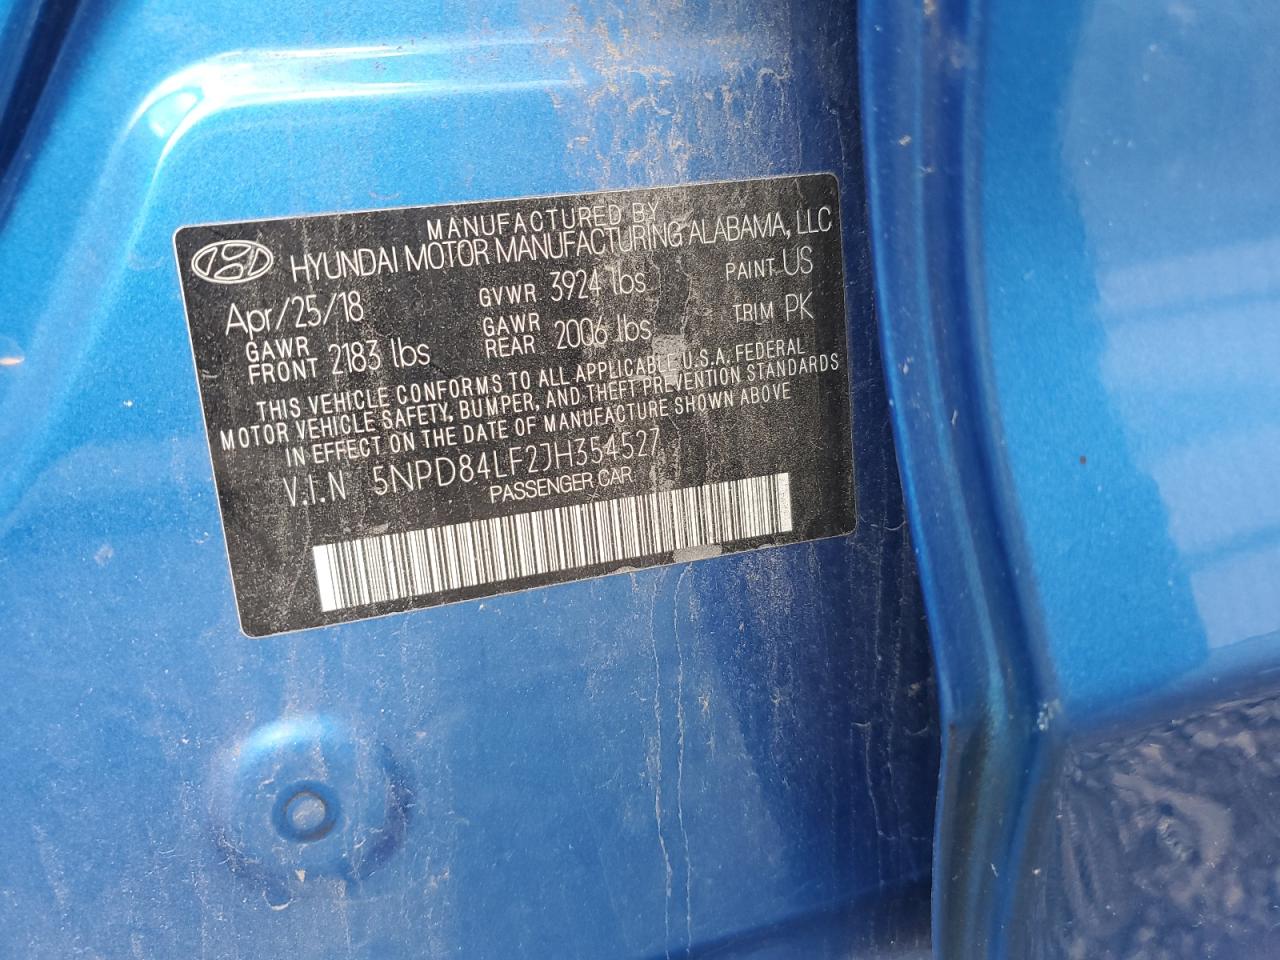 MANUFACTURED BY
HYUNDAI MOTOR MANUFACTURING ALABAMA, LLC
Apr/25/18 GVWR 3924 lbs PAINT US
GAWR FRONT 2183 lbs GAWR REAR 2006 lbs TRIM PK
THIS VEHICLE CONFORMS TO ALL APPLICABLE U.S.A. FEDERAL
MOTOR VEHICLE SAFETY, BUMPER, AND THEFT PREVENTION STANDARDS
IN EFFECT ON THE DATE OF MANUFACTURE SHOWN ABOVE
V.I.N 5NPD84LF2JH354527
PASSENGER CAR